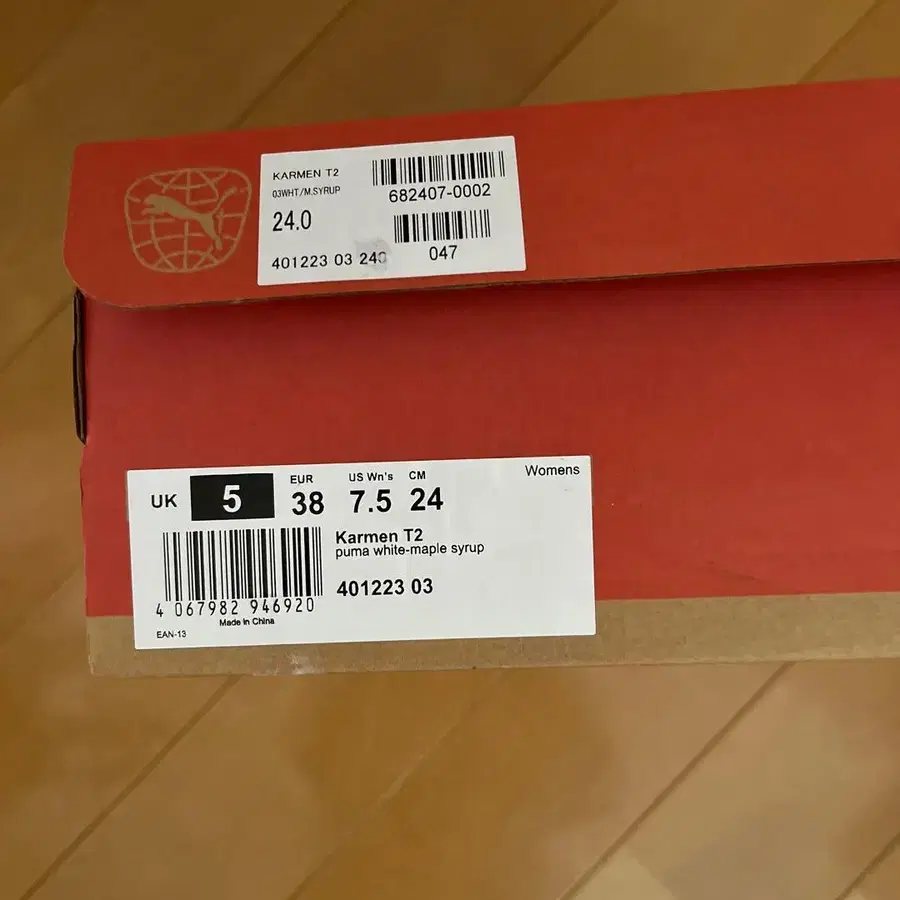 KARMEN T2
03WHT/M.SYRUP
24.0
682407-0002
047
401223 03 240
Womens
UK 5
EUR 38
US Wn's 7.5
CM 24
Karmen T2
puma white-maple syrup
401223 03
4 067982 946920
Made in China
EAN-13